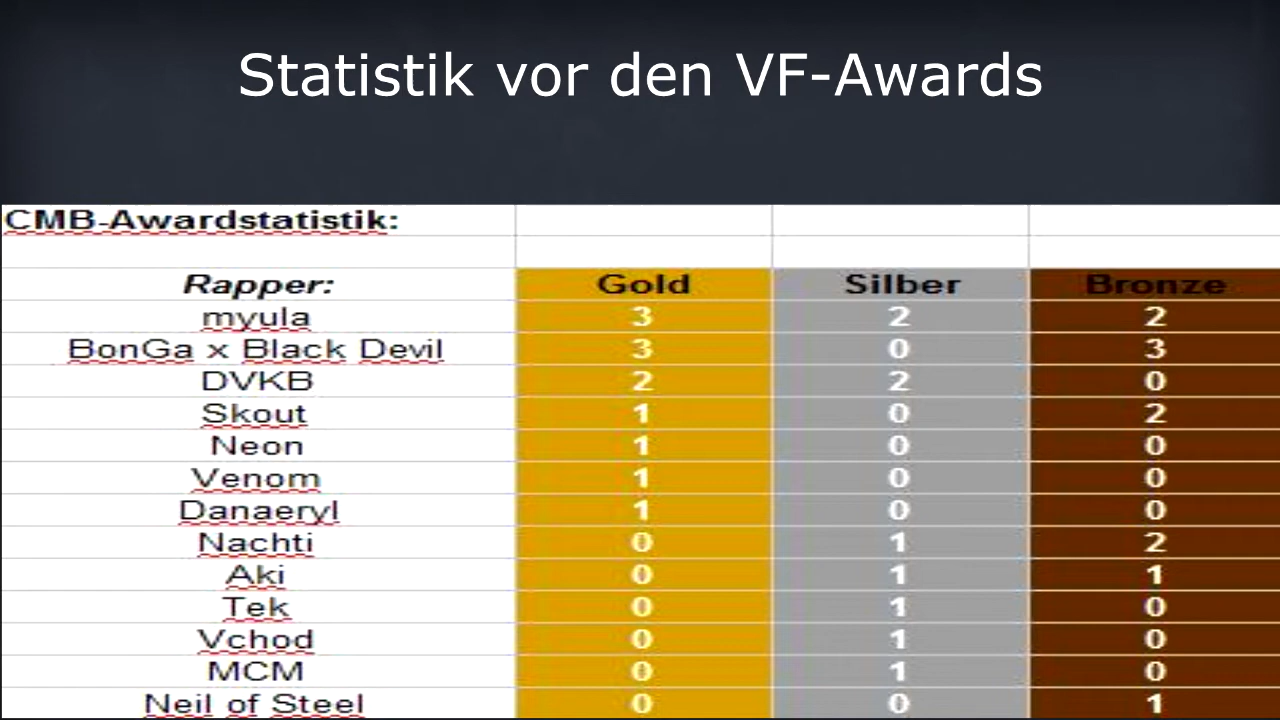 Statistik vor den VF-Awards
CMB-Awardstatistik:
Rapper: Gold Silber Bronze
myula 3 2 2
BonGa x Black Devil 3 0 3
DVKB 2 2 0
Skout 1 0 2
Neon 1 0 0
Venom 1 0 0
Danaeryl 1 0 0
Nachti 0 1 2
Aki 0 1 1
Tek 0 1 0
Vchod 0 1 0
MCM 0 1 0
Neil of Steel 0 0 1